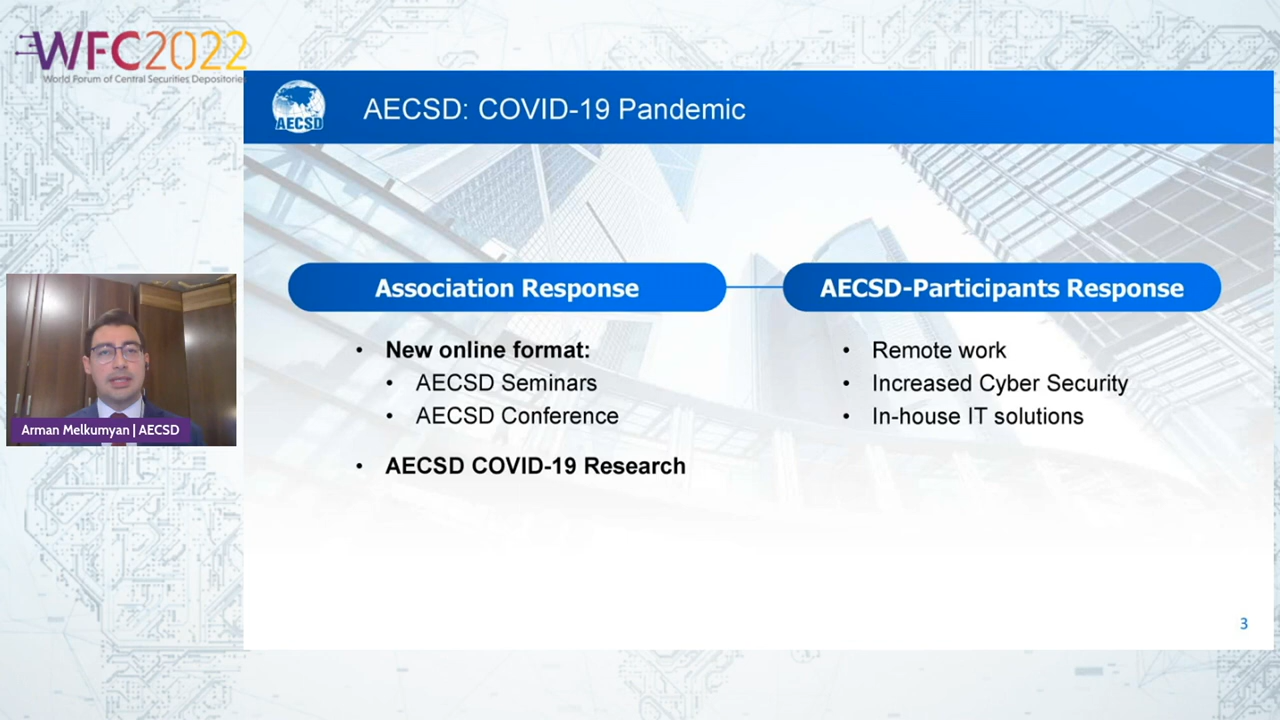 WFC2022
World Forum of Central Securities Depositories
AECSD
AECSD: COVID-19 Pandemic
Association Response
AECSD-Participants Response
• New online format:
• AECSD Seminars
• AECSD Conference
• AECSD COVID-19 Research
• Remote work
• Increased Cyber Security
• In-house IT solutions
Arman Melkumyan | AECSD
3